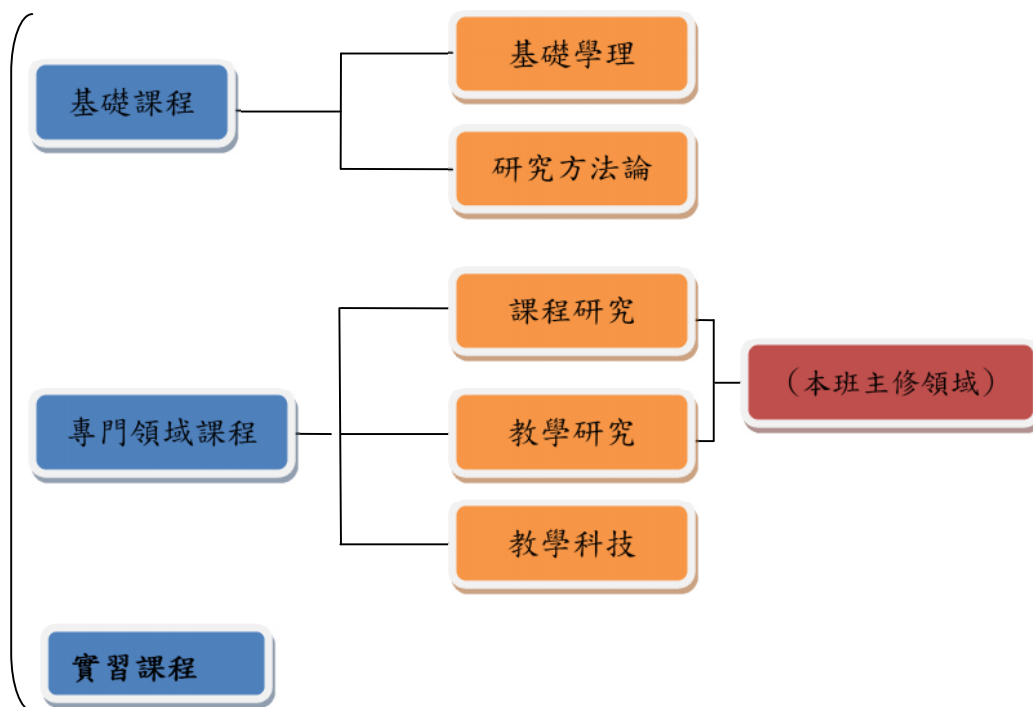 基礎課程
基礎學理
研究方法論
專門領域課程
課程研究
教學研究
教學科技
（本班主修領域）
實習課程